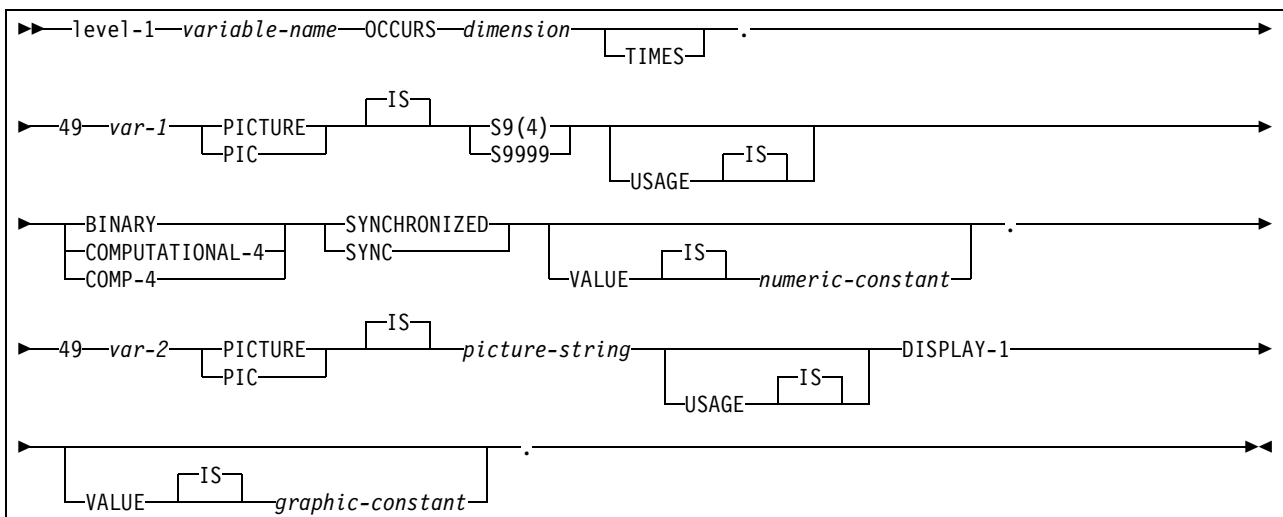 level-1 variable-name OCCURS dimension .
TIMES
IS
49 var-1 PICTURE S9(4)
PIC S9999 IS
USAGE
BINARY SYNCHRONIZED .
COMPUTATIONAL-4 SYNC IS
COMP-4 VALUE numeric-constant
IS
49 var-2 PICTURE picture-string DISPLAY-1
PIC IS
USAGE
.
IS
VALUE graphic-constant